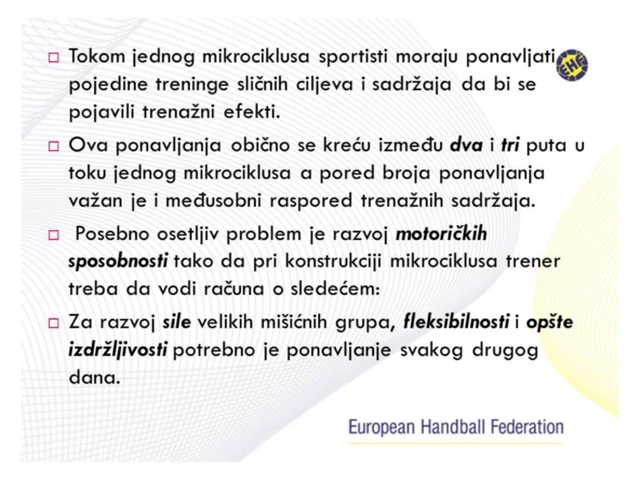 Tokom jednog mikrociklusa sportisti moraju ponavljati
pojedine treninge sličnih ciljeva i sadržaja da bi se
pojavili trenažni efekti.
Ova ponavljanja obično se kreću između dva i tri puta u
toku jednog mikrociklusa a pored broja ponavljanja
važan je i međusobni raspored trenažnih sadržaja.
Posebno osetljiv problem je razvoj motoričkih
sposobnosti tako da pri konstrukciji mikrociklusa trener
treba da vodi računa o sledećem:
Za razvoj sile velikih mišićnih grupa, fleksibilnosti i opšte
izdržljivosti potrebno je ponavljanje svakog drugog
dana.
EHF
European Handball Federation